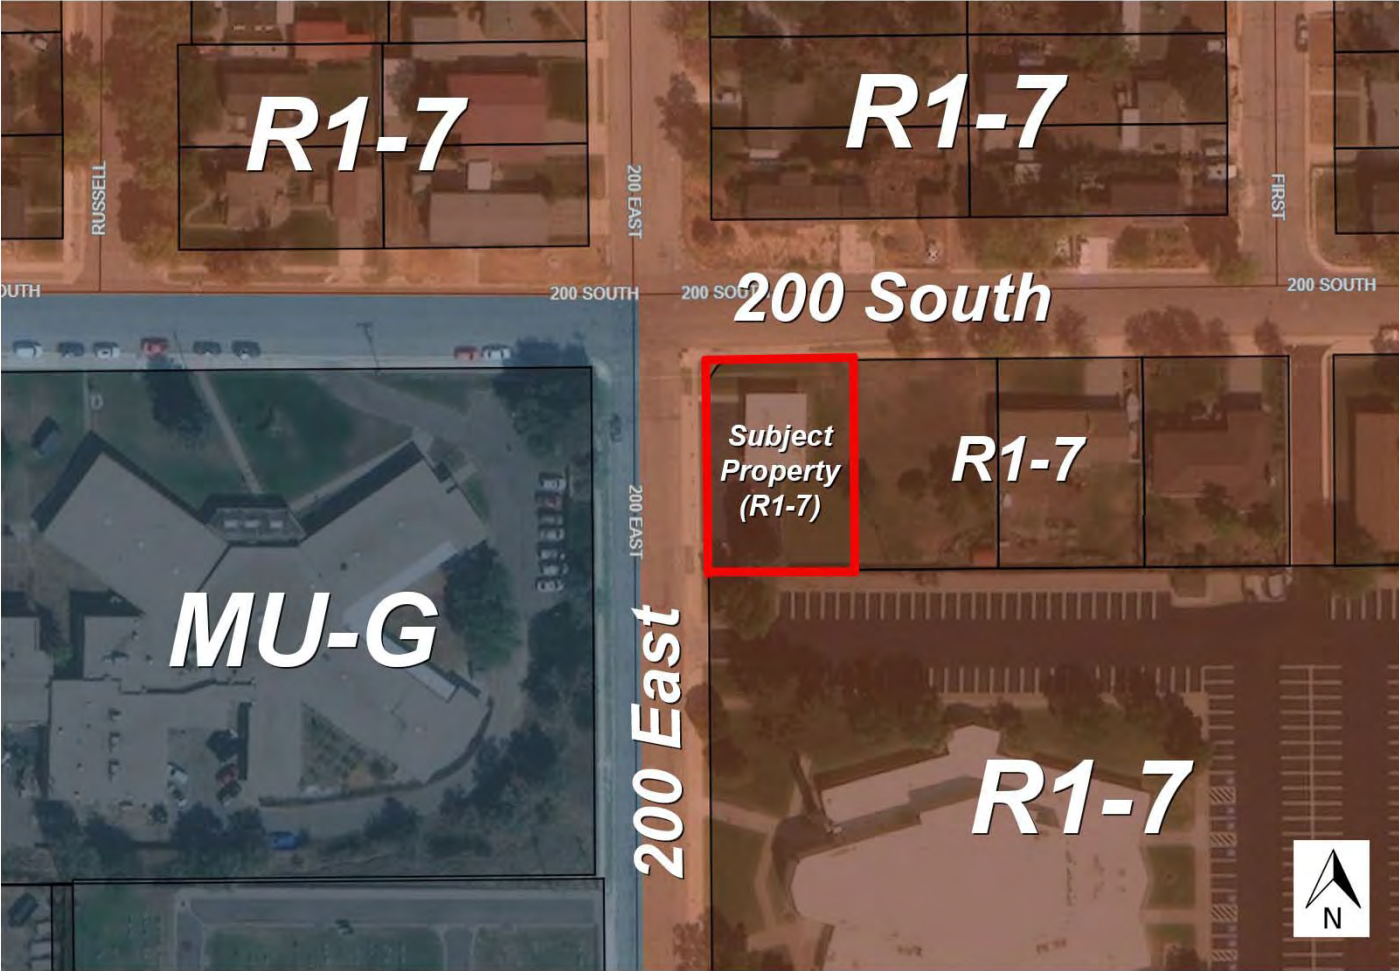 R1-7
R1-7
RUSSELL
200 EAST
FIRST
OUTH
200 SOUTH
200 SOUT
200 South
200 SOUTH
Subject
Property
(R1-7)
R1-7
200 EAST
MU-G
200 East
R1-7
N